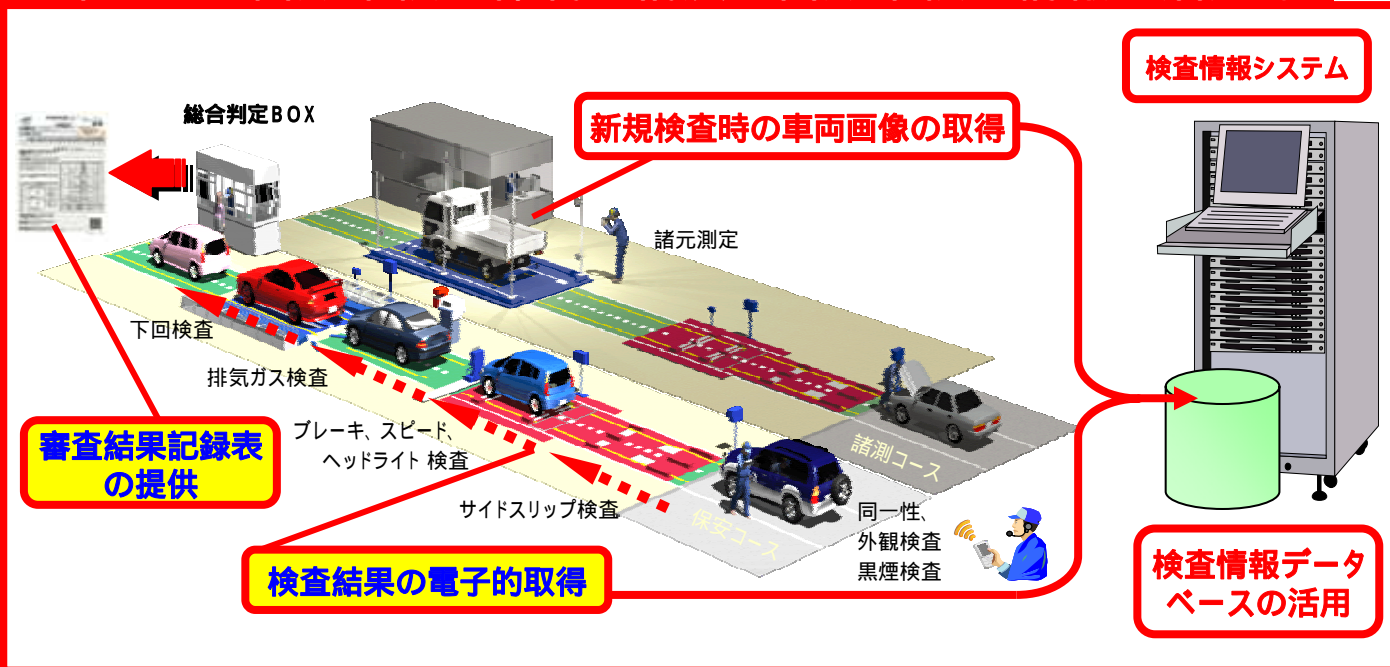 検査情報システム
総合判定BOX
新規検査時の車両画像の取得
諸元測定
下回検査
排気ガス検査
ブレーキ、スピード、
ヘッドライト 検査
審査結果記録表
の提供
サイドスリップ検査
諸測コース
保安コース
同一性、
外観検査
黒煙検査
検査結果の電子的取得
検査情報データ
ベースの活用